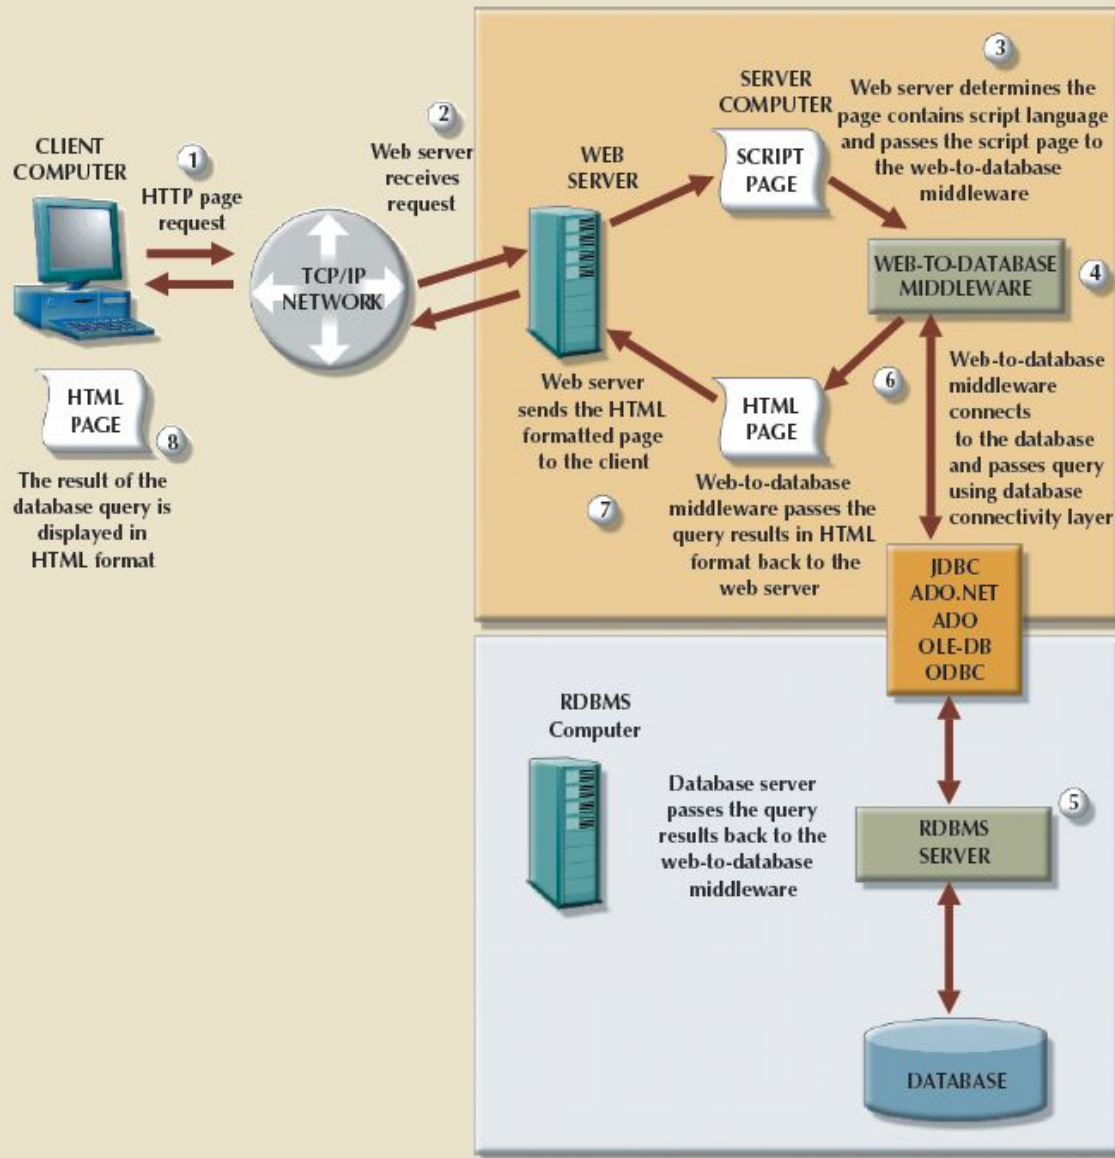 CLIENT
COMPUTER
1
HTTP page
request
TCP/IP
NETWORK
2
Web server
receives
request
WEB
SERVER
SERVER
COMPUTER
SCRIPT
PAGE
3
Web server determines the
page contains script language
and passes the script page to
the web-to-database
middleware
WEB-TO-DATABASE
MIDDLEWARE
4
Web-to-database
middleware
connects
to the database
and passes query
using database
connectivity layer
JDBC
ADO.NET
ADO
OLE-DB
ODBC
RDBMS
Computer
Database server
passes the query
results back to the
web-to-database
middleware
5
RDBMS
SERVER
DATABASE
6
HTML
PAGE
Web-to-database
middleware passes the
query results in HTML
format back to the
web server
Web server
sends the HTML
formatted page
to the client
7
HTML
PAGE
8
The result of the
database query is
displayed in
HTML format